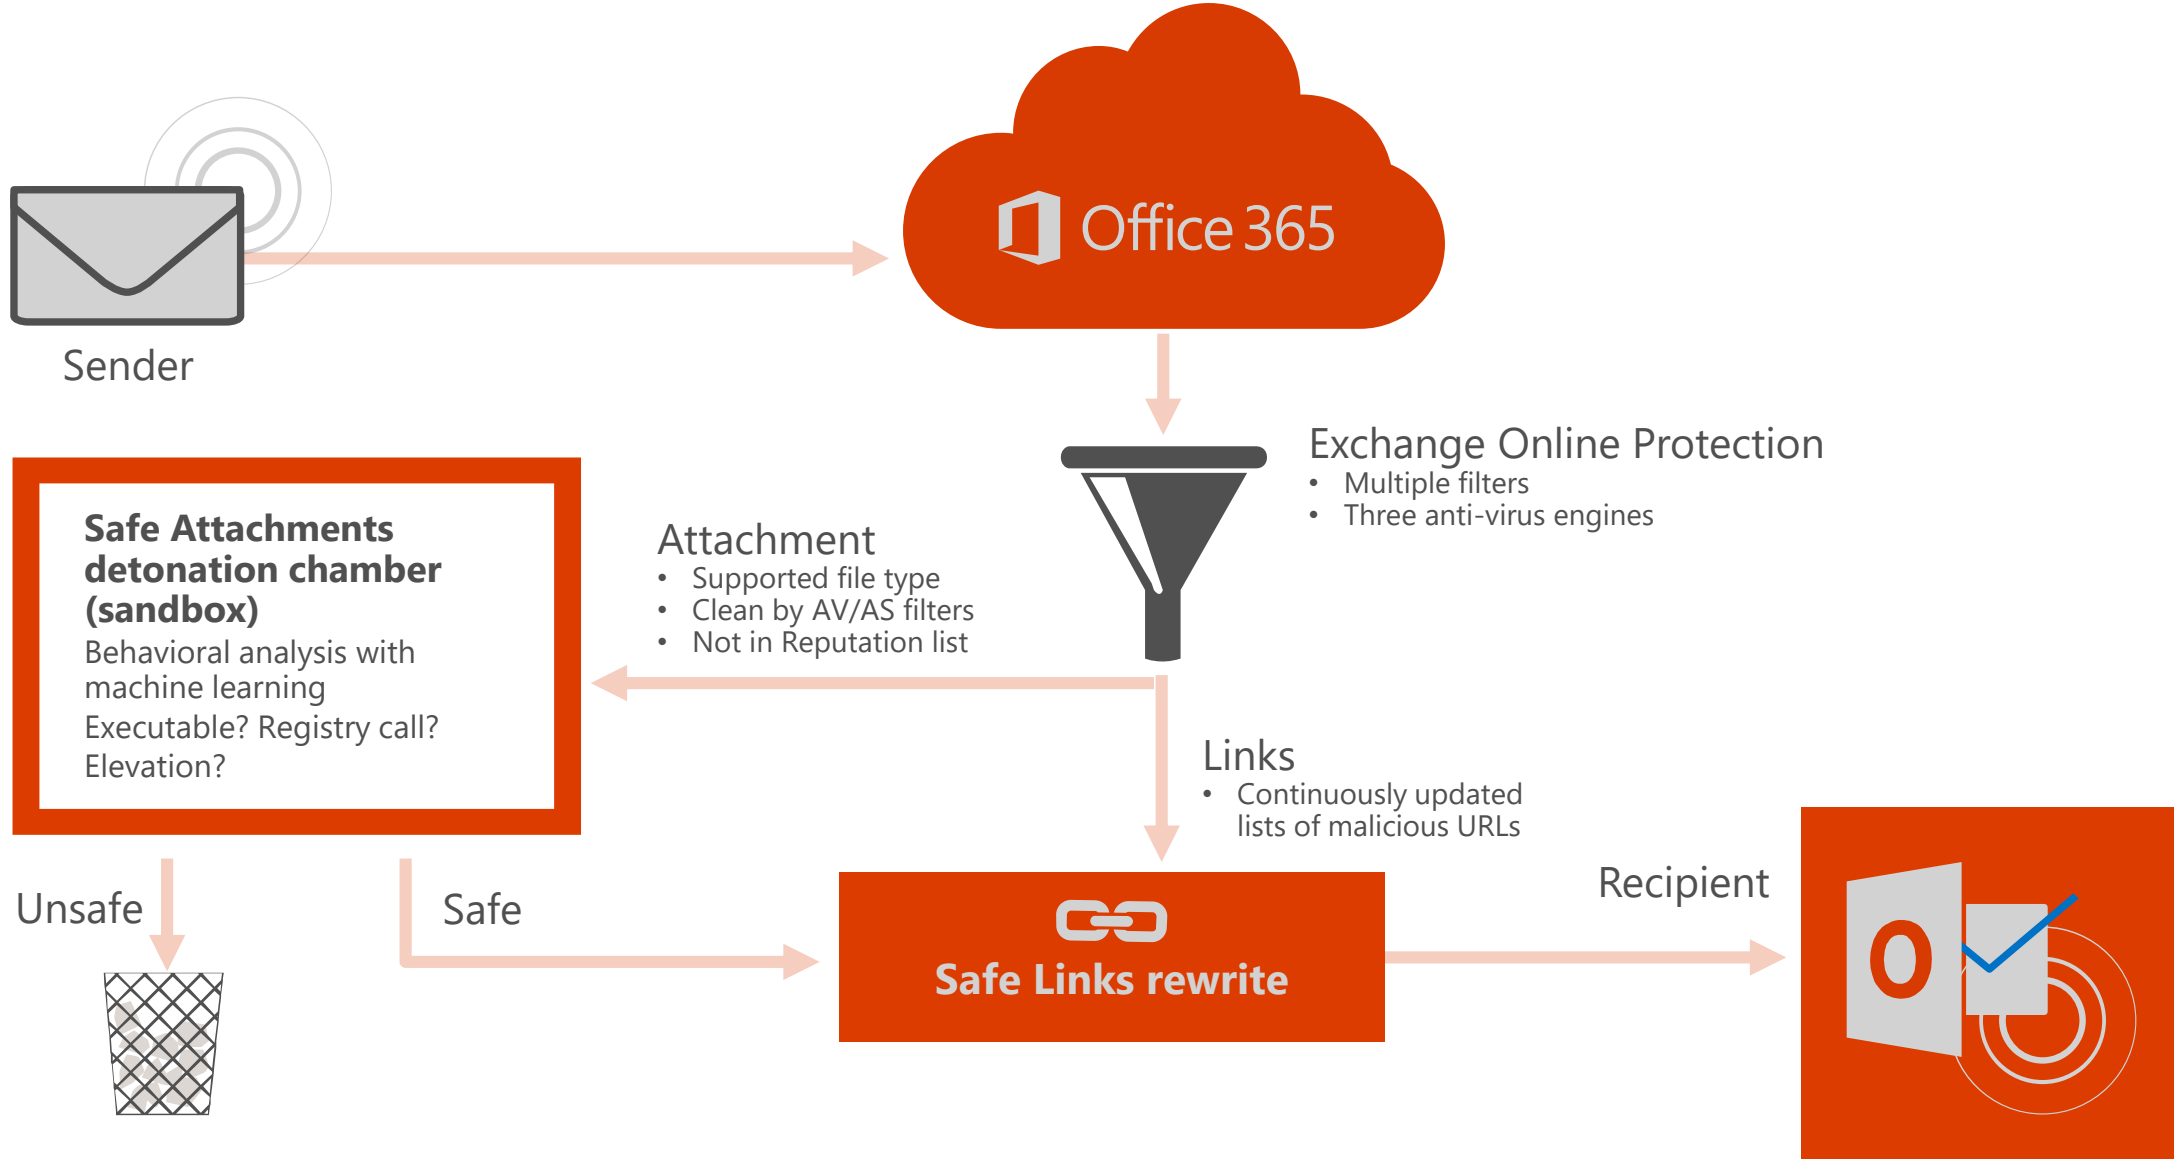 Office 365
Sender
Exchange Online Protection
• Multiple filters
• Three anti-virus engines
Attachment
• Supported file type
• Clean by AV/AS filters
• Not in Reputation list
Safe Attachments
detonation chamber
(sandbox)
Behavioral analysis with
machine learning
Executable? Registry call?
Elevation?
Links
• Continuously updated
lists of malicious URLs
Unsafe
Safe
Safe Links rewrite
Recipient
O